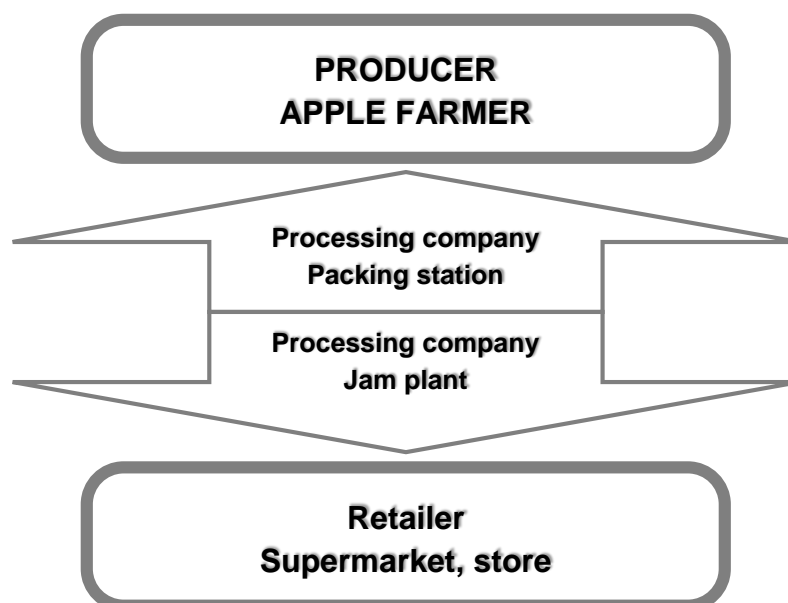 PRODUCER
APPLE FARMER
Processing company
Packing station
Processing company
Jam plant
Retailer
Supermarket, store